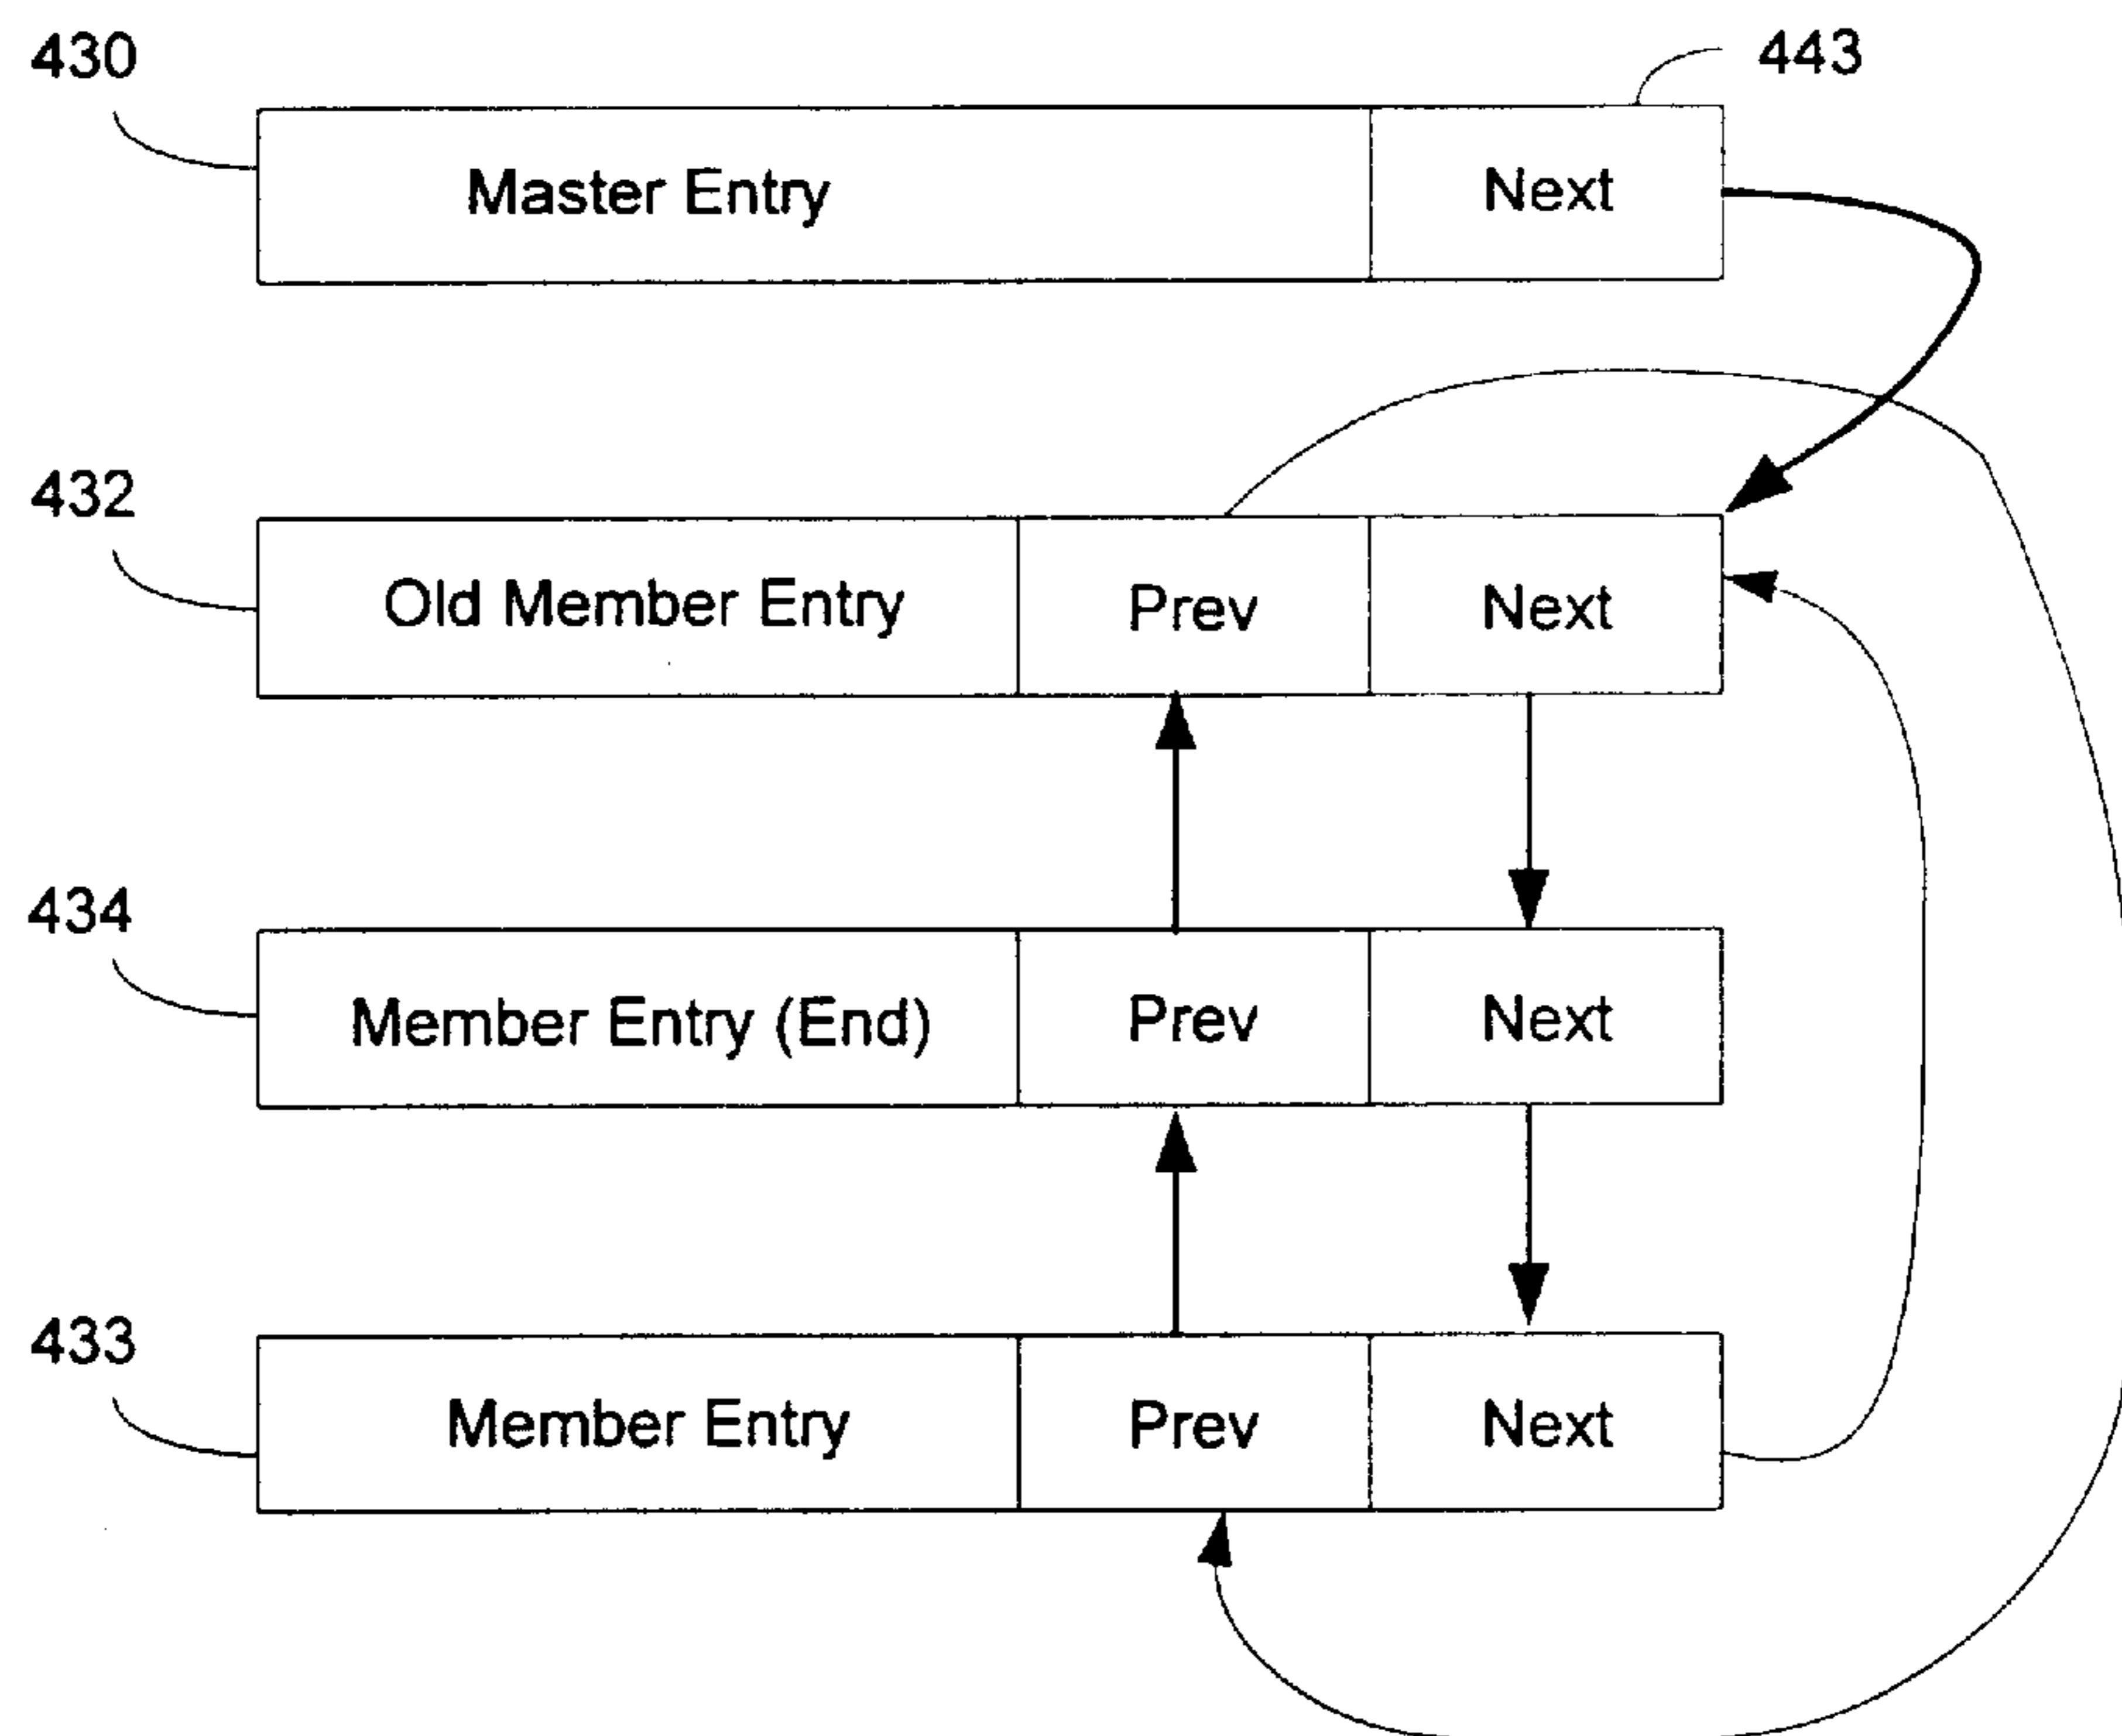 430
443
Master Entry Next
432
Old Member Entry Prev Next
434
Member Entry (End) Prev Next
433
Member Entry Prev Next